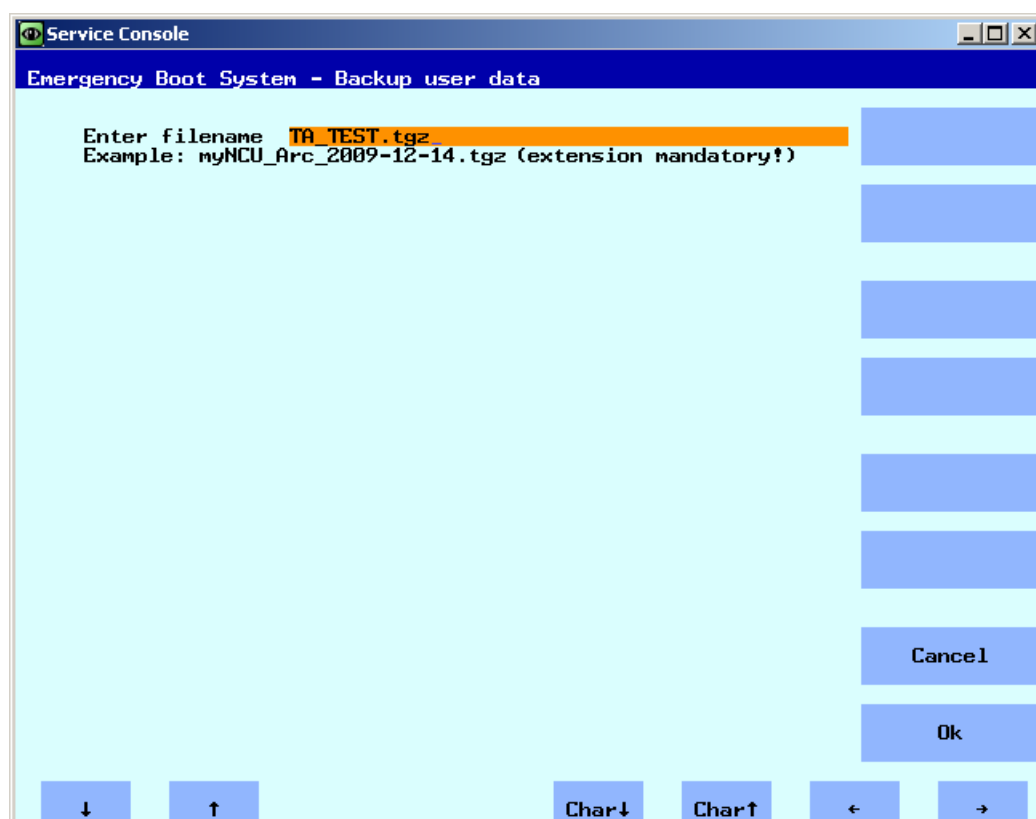 Service Console
Emergency Boot System - Backup user data
Enter filename TA_TEST.tgz_
Example: myNCU_Arc_2009-12-14.tgz (extension mandatory!)
Cancel
Ok
↓ ↑ Char↓ Char↑ ← →